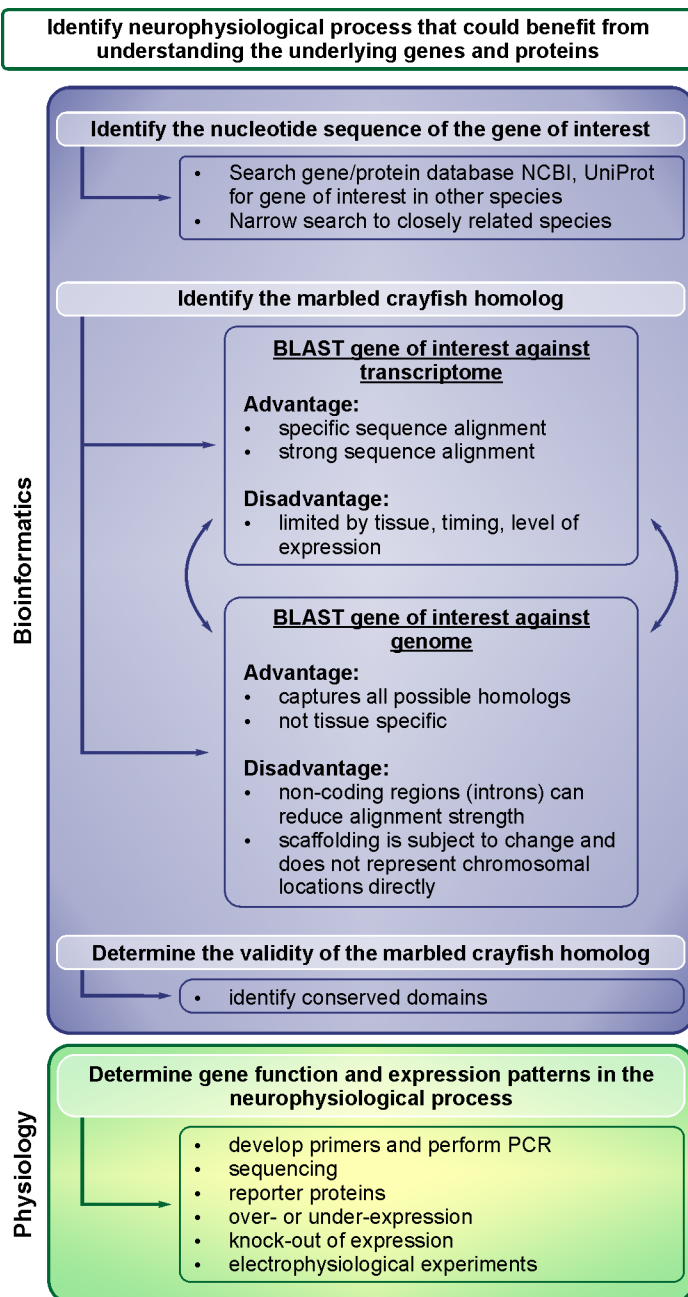 Identify neurophysiological process that could benefit from
understanding the underlying genes and proteins
Bioinformatics
Identify the nucleotide sequence of the gene of interest
• Search gene/protein database NCBI, UniProt
for gene of interest in other species
• Narrow search to closely related species
Identify the marbled crayfish homolog
BLAST gene of interest against
transcriptome
Advantage:
• specific sequence alignment
• strong sequence alignment
Disadvantage:
• limited by tissue, timing, level of
expression
BLAST gene of interest against
genome
Advantage:
• captures all possible homologs
• not tissue specific
Disadvantage:
• non-coding regions (introns) can
reduce alignment strength
• scaffolding is subject to change and
does not represent chromosomal
locations directly
Determine the validity of the marbled crayfish homolog
• identify conserved domains
Physiology
Determine gene function and expression patterns in the
neurophysiological process
• develop primers and perform PCR
• sequencing
• reporter proteins
• over- or under-expression
• knock-out of expression
• electrophysiological experiments